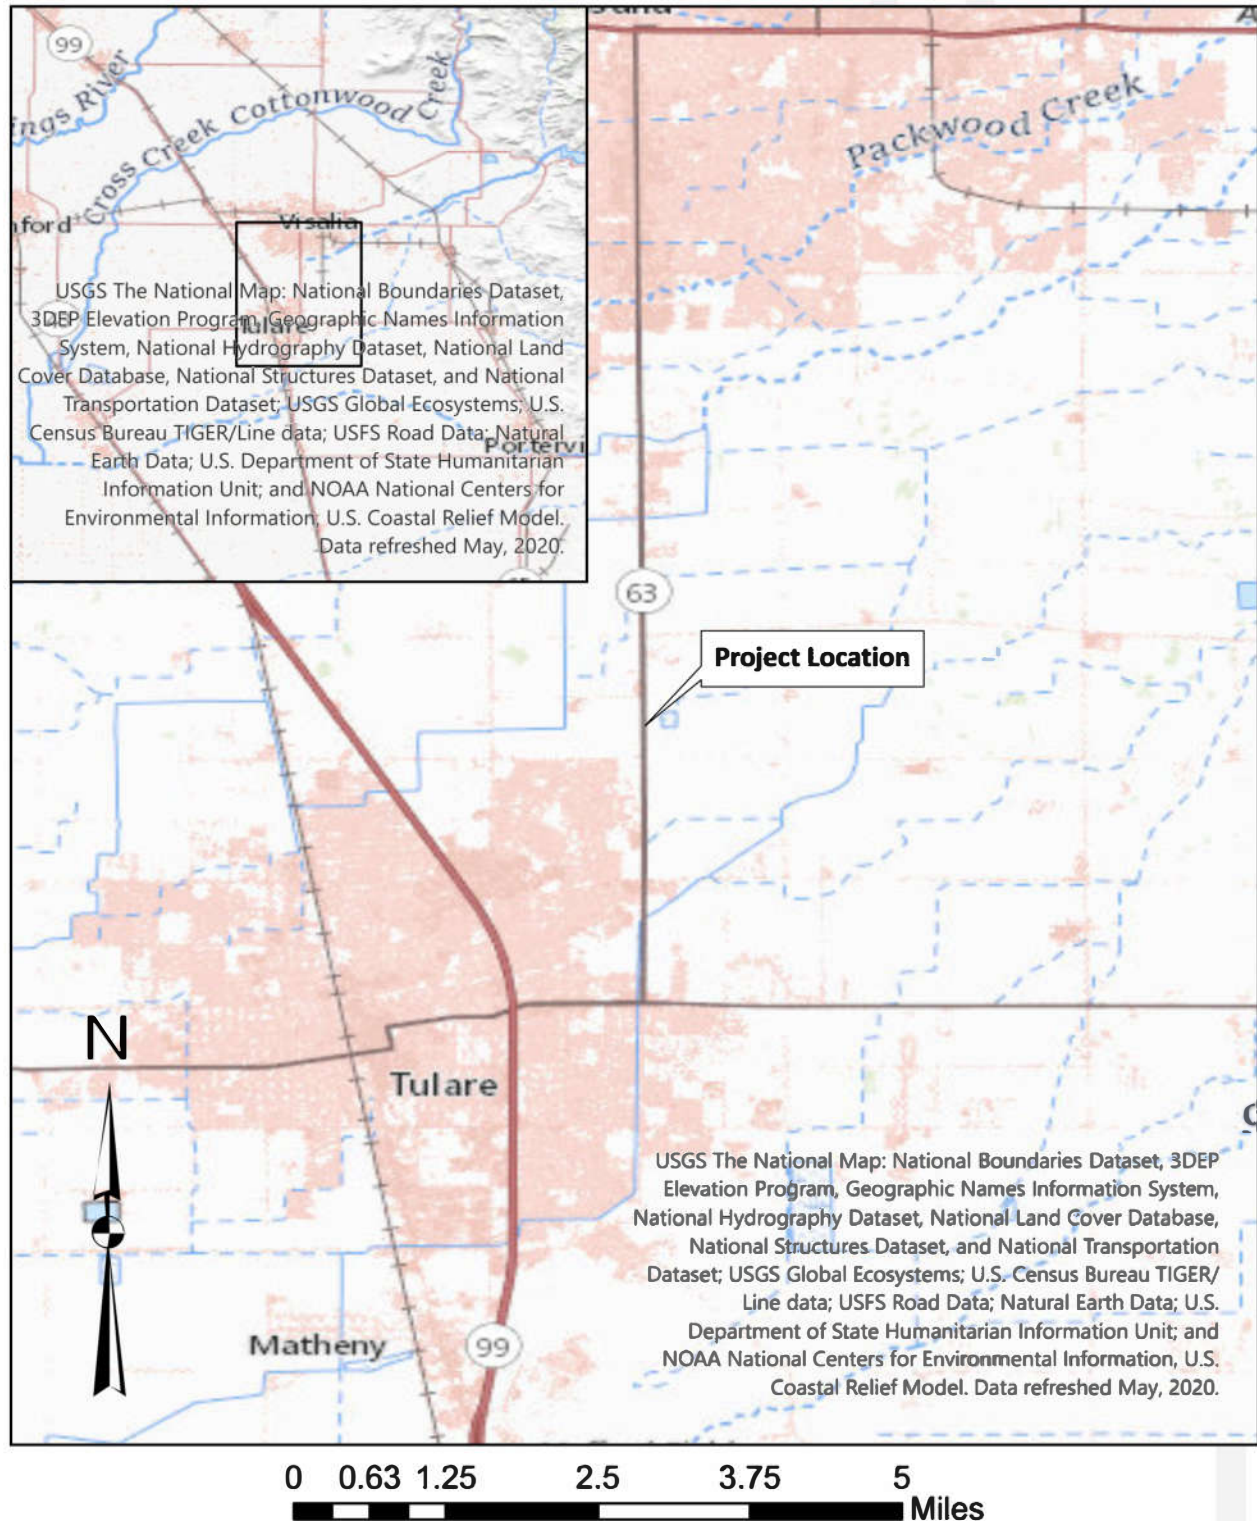 99
Cottonwood Creek
ings River
Cross Creek
nford
Visalia
Tulare
Portervi
USGS The National Map: National Boundaries Dataset,
3DEP Elevation Program, Geographic Names Information
System, National Hydrography Dataset, National Land
Cover Database, National Structures Dataset, and National
Transportation Dataset; USGS Global Ecosystems; U.S.
Census Bureau TIGER/Line data; USFS Road Data; Natural
Earth Data; U.S. Department of State Humanitarian
Information Unit; and NOAA National Centers for
Environmental Information, U.S. Coastal Relief Model.
Data refreshed May, 2020.
Packwood Creek
63
Project Location
N
Tulare
Matheny
99
USGS The National Map: National Boundaries Dataset, 3DEP
Elevation Program, Geographic Names Information System,
National Hydrography Dataset, National Land Cover Database,
National Structures Dataset, and National Transportation
Dataset; USGS Global Ecosystems; U.S. Census Bureau TIGER/
Line data; USFS Road Data; Natural Earth Data; U.S.
Department of State Humanitarian Information Unit; and
NOAA National Centers for Environmental Information, U.S.
Coastal Relief Model. Data refreshed May, 2020.
0 0.63 1.25 2.5 3.75 5
Miles